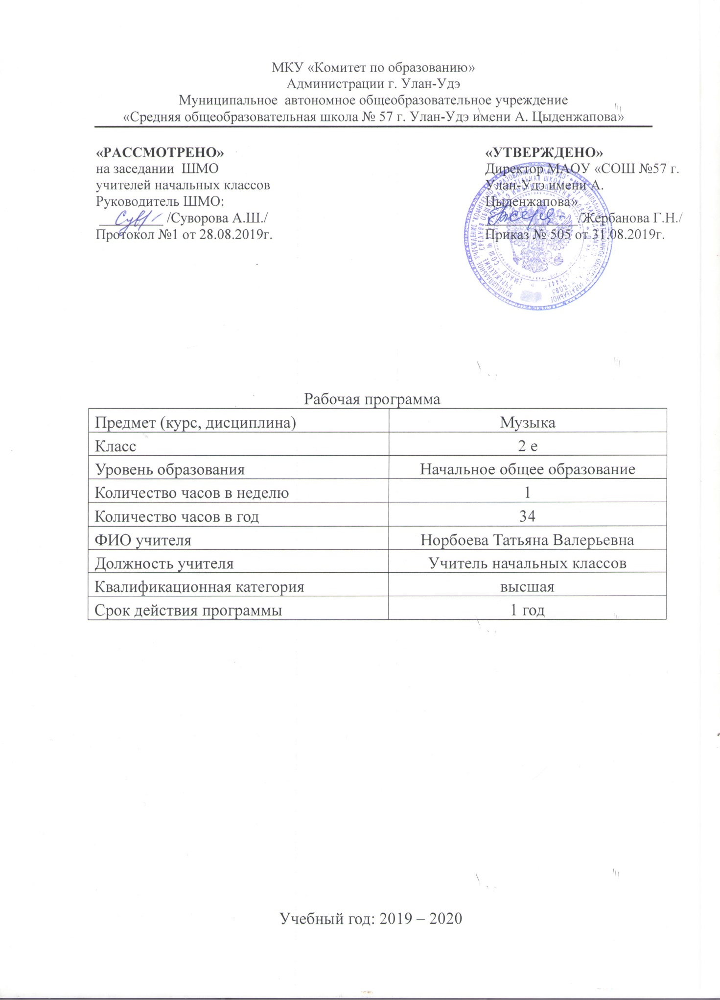 МКУ «Комитет по образованию»
Администрации г. Улан-Удэ
Муниципальное  автономное общеобразовательное учреждение
«Средняя общеобразовательная школа № 57 г. Улан-Удэ имени А. Цыденжапова»
«РАССМОТРЕНО»
на заседании  ШМО
учителей начальных классов
Руководитель ШМО:
_________ /Суворова А.Ш./
Протокол №1 от 28.08.2019г.
«УТВЕРЖДЕНО»
Директор МАОУ «СОШ №57 г.
Улан-Удэ имени А.
Цыденжапова»
_____________/Жербанова Г.Н./
Приказ № 505 от 31.08.2019г.
Рабочая программа
Предмет (курс, дисциплина) Музыка
Класс 2 е
Уровень образования Начальное общее образование
Количество часов в неделю 1
Количество часов в год 34
ФИО учителя Норбоева Татьяна Валерьевна
Должность учителя Учитель начальных классов
Квалификационная категория высшая
Срок действия программы 1 год
Учебный год: 2019 – 2020